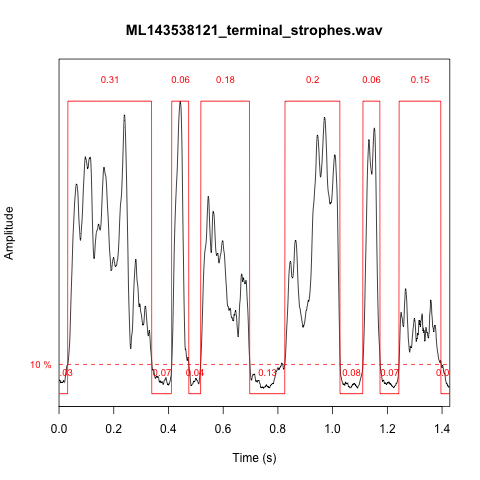 ML143538121_terminal_strophes.wav
0.31 0.06 0.18 0.2 0.06 0.15
Amplitude
10 %
.03 0.07 0.04 0.13 0.08 0.07 0.0
0.0 0.2 0.4 0.6 0.8 1.0 1.2 1.4
Time (s)